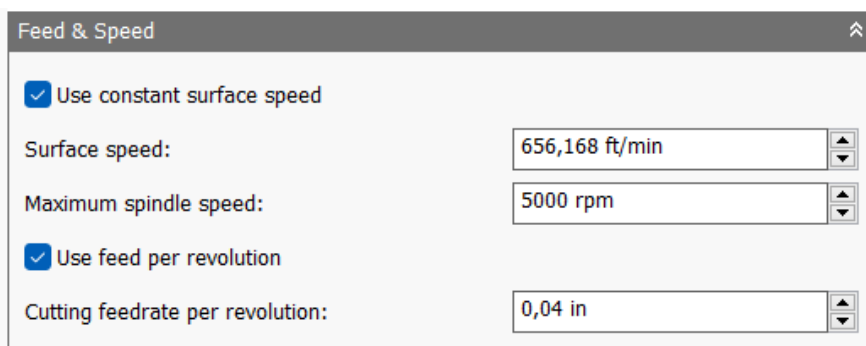 Feed & Speed
Use constant surface speed
Surface speed: 656,168 ft/min
Maximum spindle speed: 5000 rpm
Use feed per revolution
Cutting feedrate per revolution: 0,04 in